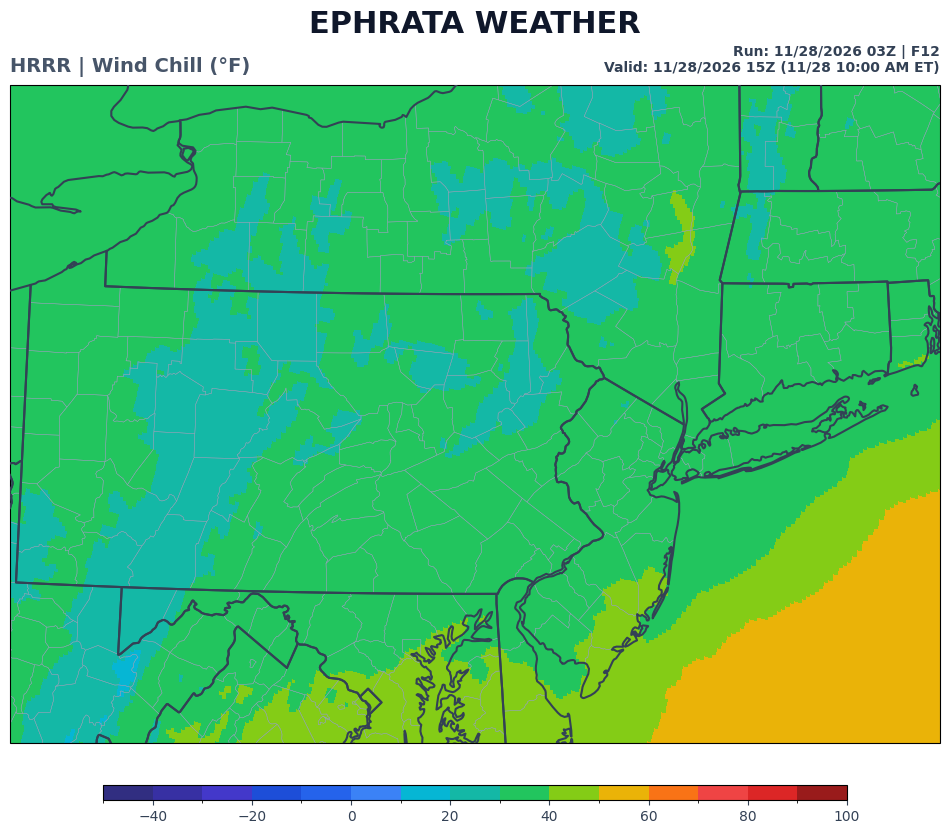 EPHRATA WEATHER
HRRR | Wind Chill (°F)
Run: 11/28/2026 03Z | F12
Valid: 11/28/2026 15Z (11/28 10:00 AM ET)
−40 −20 0 20 40 60 80 100